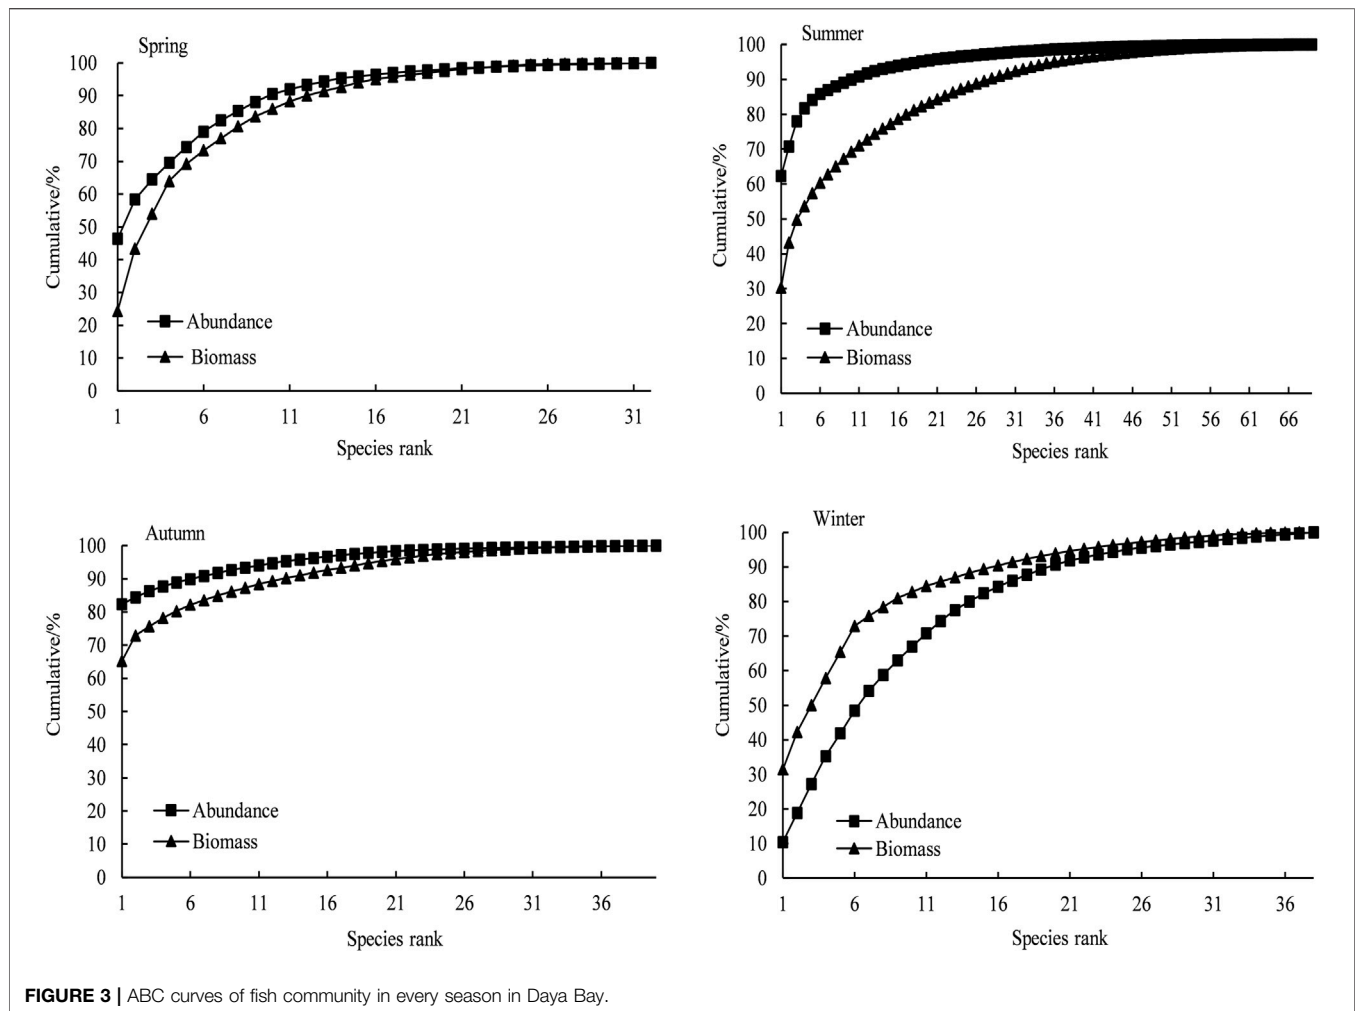 Spring
100
90
80
70
60
50
40
30
20
10
0
Cumulative/%
Abundance
Biomass
1 6 11 16 21 26 31
Species rank
Summer
100
90
80
70
60
50
40
30
20
10
0
Cumulative/%
Abundance
Biomass
1 6 11 16 21 26 31 36 41 46 51 56 61 66
Species rank
Autumn
100
90
80
70
60
50
40
30
20
10
0
Cumulative/%
Abundance
Biomass
1 6 11 16 21 26 31 36
Species rank
Winter
100
90
80
70
60
50
40
30
20
10
0
Cumulative/%
Abundance
Biomass
1 6 11 16 21 26 31 36
Species rank
FIGURE 3 | ABC curves of fish community in every season in Daya Bay.